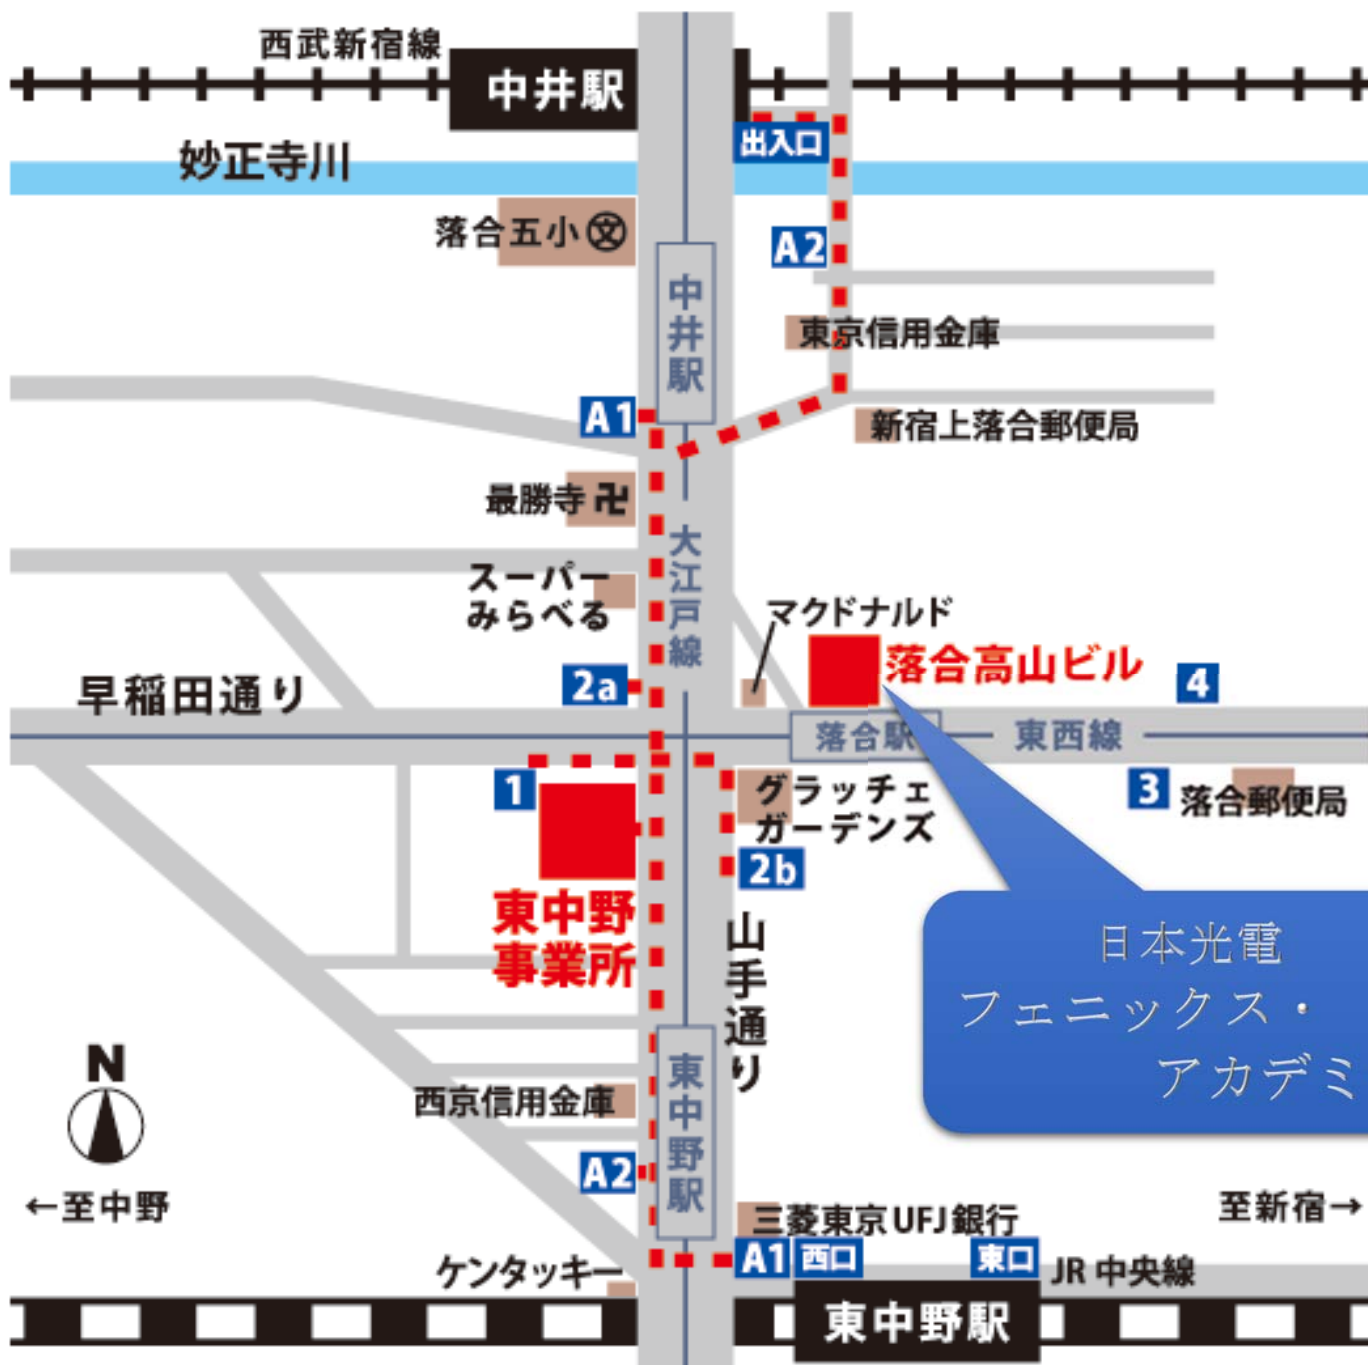 西武新宿線
中井駅
出入口
妙正寺川
落合五小 文
A2
中井駅
東京信用金庫
A1
新宿上落合郵便局
最勝寺 卍
大江戸線
スーパー
みらべる
マクドナルド
落合高山ビル
2a
4
早稲田通り
落合駅
東西線
1
グラッチェ
ガーデンズ
3
落合郵便局
2b
東中野
事業所
山手通り
日本光電
フェニックス・
アカデミ
N
東中野駅
西京信用金庫
A2
←至中野
三菱東京UFJ銀行
至新宿→
A1
西口
東口
ケンタッキー
JR 中央線
東中野駅